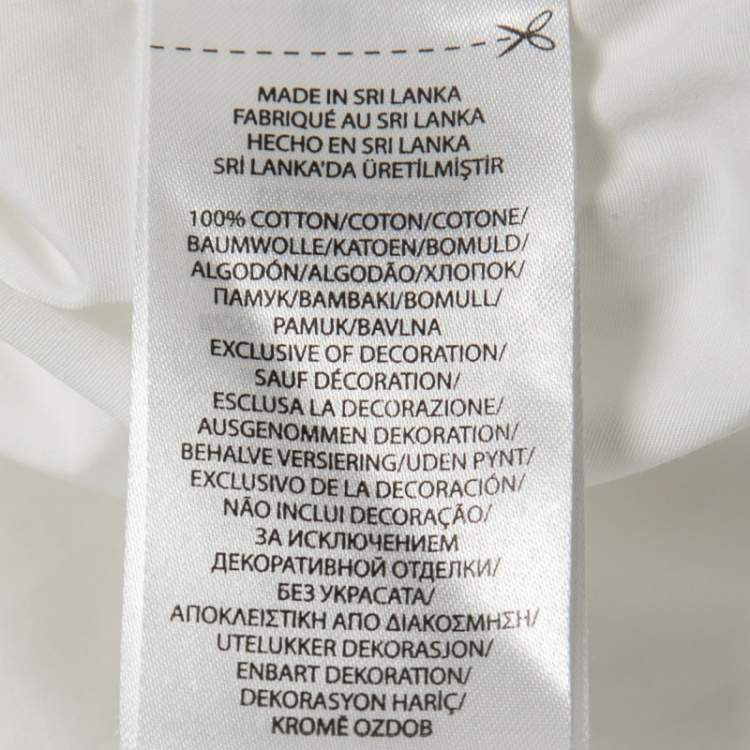 MADE IN SRI LANKA
FABRIQUÉ AU SRI LANKA
HECHO EN SRI LANKA
SRİ LANKA'DA ÜRETİLMİŞTİR
100% COTTON/COTON/COTONE/
BAUMWOLLE/KATOEN/BOMULD/
ALGODÓN/ALGODÃO/ХЛОПОК/
ПАМУК/BAMBAKI/BOMULL/
PAMUK/BAVLNA
EXCLUSIVE OF DECORATION/
SAUF DÉCORATION/
ESCLUSA LA DECORAZIONE/
AUSGENOMMEN DEKORATION/
BEHALVE VERSIERING/UDEN PYNT/
EXCLUSIVO DE LA DECORACIÓN/
NÃO INCLUI DECORAÇÃO/
ЗА ИСКЛЮЧЕНИЕМ
ДЕКОРАТИВНОЙ ОТДЕЛКИ/
БЕЗ УКРАСАТА/
ΑΠΟΚΛΕΙΣΤΙΚΗ ΑΠΟ ΔΙΑΚΟΣΜΗΣΗ/
UTELUKKER DEKORASJON/
ENBART DEKORATION/
DEKORASYON HARİÇ/
KROMĚ OZDOB